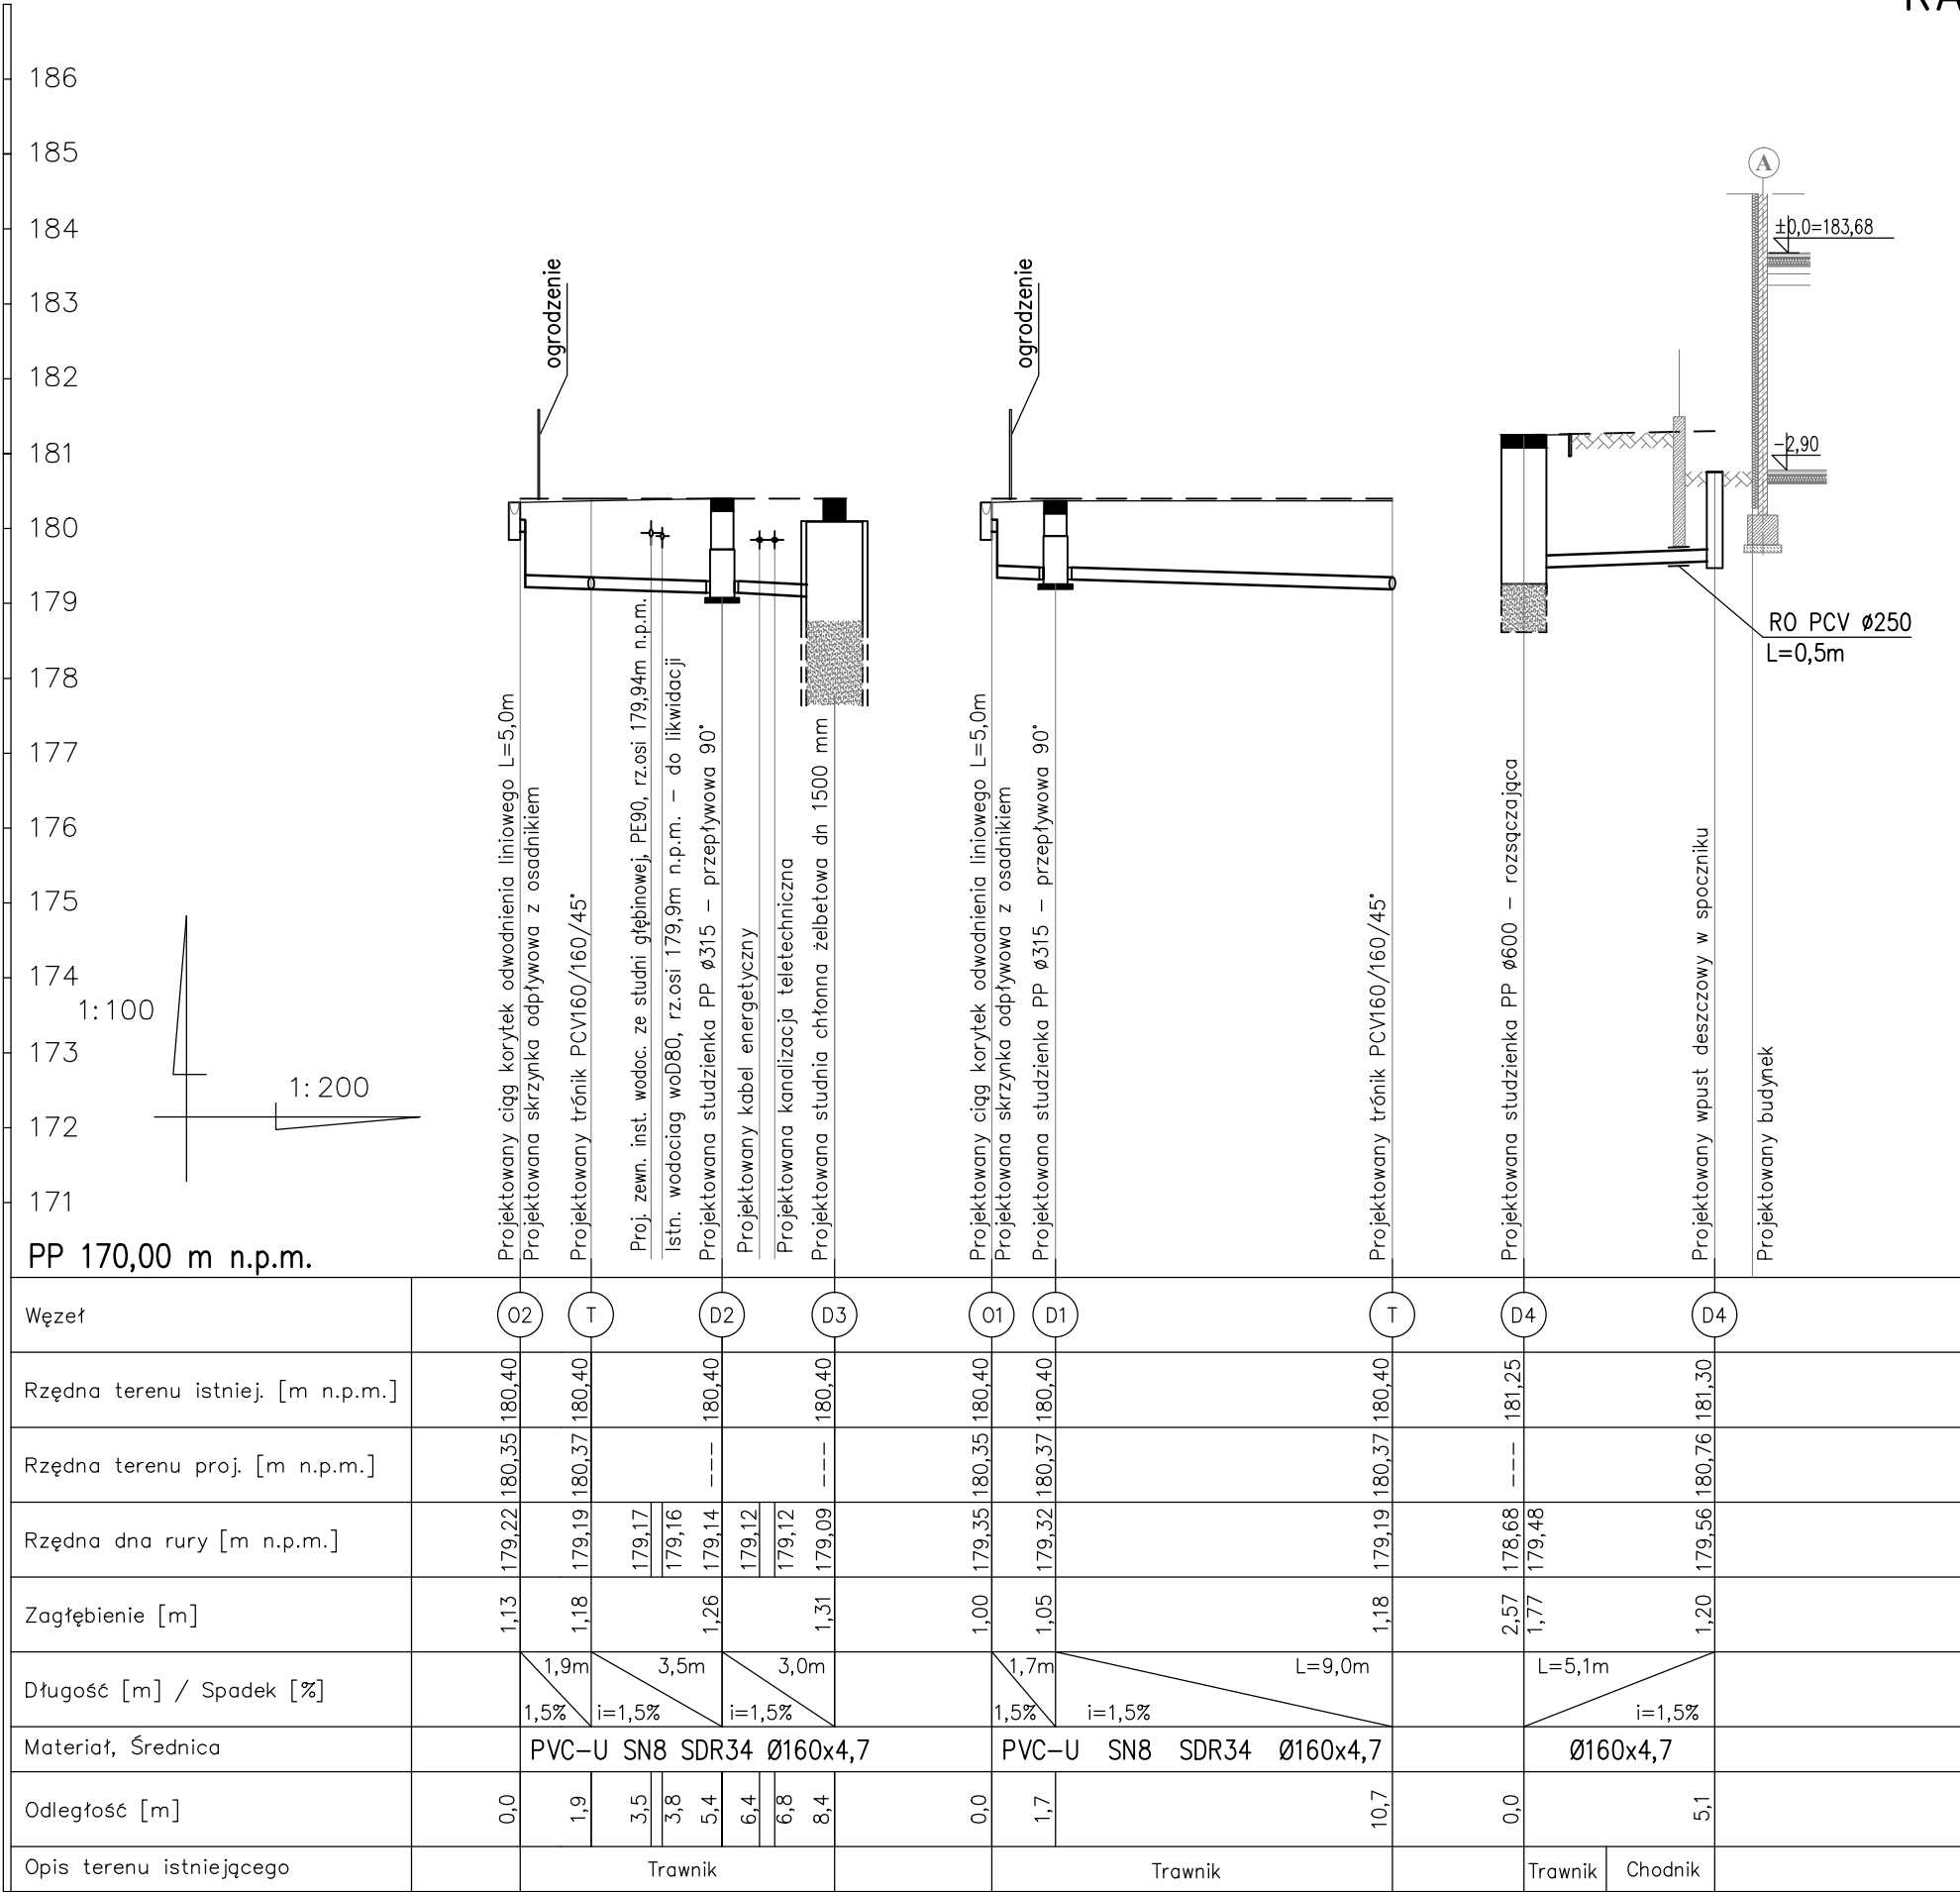 186
185
184
183
182
181
180
179
178
177
176
175
174
173
172
171
1:100
1:200
PP 170,00 m n.p.m.
ogrodzenie
ogrodzenie
A
±0,0=183,68
-2,90
RO PCV ø250
L=0,5m
Projektowany ciąg korytek odwodnienia liniowego L=5,0m
Projektowana skrzynka odpływowa z osadnikiem
Projektowany trónik PCV160/160/45°
Proj. zewn. inst. wodoc. ze studni głębinowej, PE90, rz.osi 179,94m n.p.m.
Istn. wodociąg woD80, rz.osi 179,9m n.p.m. – do likwidacji
Projektowana studzienka PP ø315 – przepływowa 90°
Projektowany kabel energetyczny
Projektowana kanalizacja teletechniczna
Projektowana studnia chłonna żelbetowa dn 1500 mm
Projektowany ciąg korytek odwodnienia liniowego L=5,0m
Projektowana skrzynka odpływowa z osadnikiem
Projektowana studzienka PP ø315 – przepływowa 90°
Projektowany trónik PCV160/160/45°
Projektowana studzienka PP ø600 – rozsączająca
Projektowany wpust deszczowy w spoczniku
Projektowany budynek
Węzeł O2 T D2 D3 O1 D1 T D4 D4
Rzędna terenu istniej. [m n.p.m.] 180,40 180,40 180,40 180,40 180,40 180,40 180,40 181,25 181,30
Rzędna terenu proj. [m n.p.m.] 180,35 180,37 --- --- 180,35 180,37 180,37 --- 180,76
Rzędna dna rury [m n.p.m.] 179,22 179,19 179,17 179,16 179,14 179,12 179,12 179,09 179,35 179,32 179,19 178,68 179,48 179,56
Zagłębienie [m] 1,13 1,18 1,26 1,31 1,00 1,05 1,18 2,57 1,77 1,20
1,9m 3,5m 3,0m 1,7m L=9,0m L=5,1m
Długość [m] / Spadek [%]
1,5% i=1,5% i=1,5% 1,5% i=1,5% i=1,5%
Materiał, Średnica PVC-U SN8 SDR34 Ø160x4,7 PVC-U SN8 SDR34 Ø160x4,7 Ø160x4,7
Odległość [m] 0,0 1,9 3,5 3,8 5,4 6,4 6,8 8,4 0,0 1,7 10,7 0,0 5,1
Opis terenu istniejącego Trawnik Trawnik Trawnik Chodnik